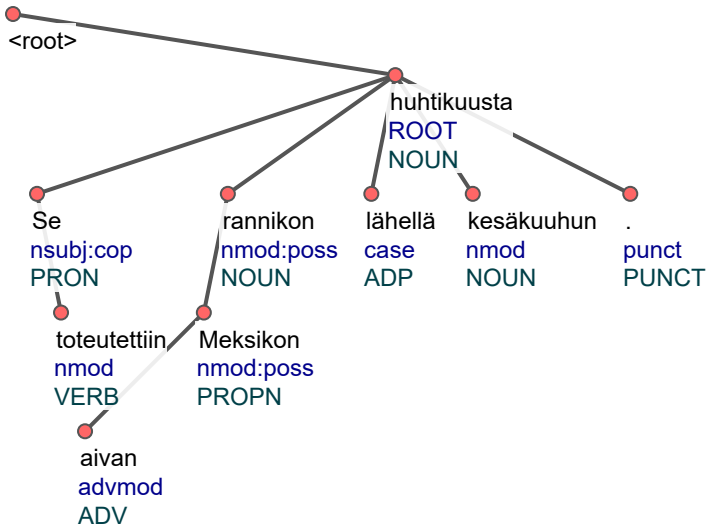 <root>
huhtikuusta
ROOT
NOUN
Se
nsubj:cop
PRON
rannikon
nmod:poss
NOUN
lähellä
case
ADP
kesäkuuhun
nmod
NOUN
.
punct
PUNCT
toteutettiin
nmod
VERB
Meksikon
nmod:poss
PROPN
aivan
advmod
ADV